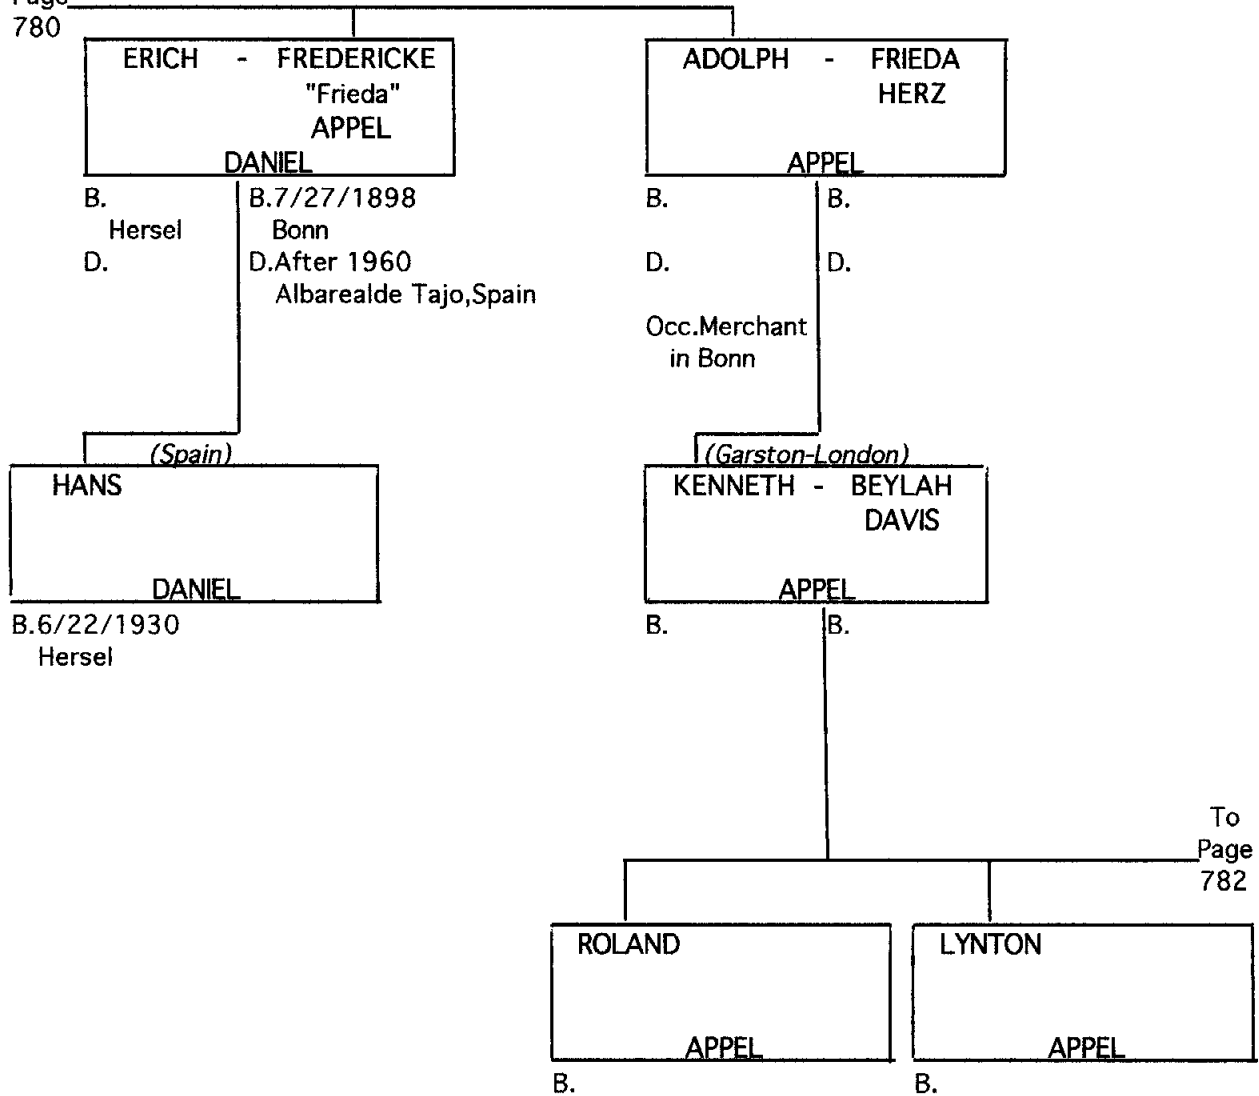 Page
780
ERICH - FREDERICKE
"Frieda"
APPEL
DANIEL
B.
Hersel
D.
B.7/27/1898
Bonn
D.After 1960
Albarealde Tajo,Spain
ADOLPH - FRIEDA
HERZ
APPEL
B.
D.
Occ.Merchant
in Bonn
B.
D.
(Spain)
HANS
DANIEL
B.6/22/1930
Hersel
(Garston-London)
KENNETH - BEYLAH
DAVIS
APPEL
B.
B.
To
Page
782
ROLAND
APPEL
B.
LYNTON
APPEL
B.